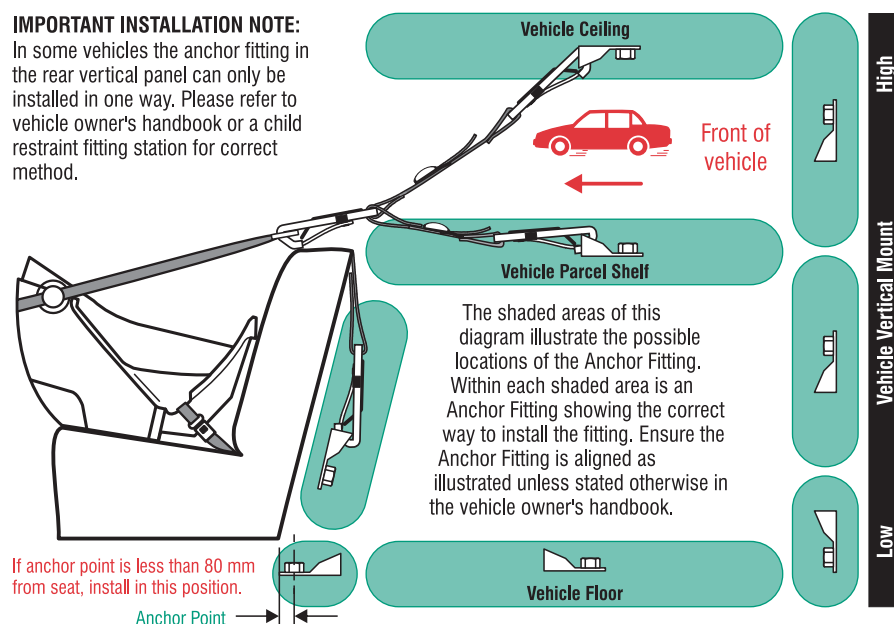 IMPORTANT INSTALLATION NOTE:
In some vehicles the anchor fitting in
the rear vertical panel can only be
installed in one way. Please refer to
vehicle owner's handbook or a child
restraint fitting station for correct
method.
Vehicle Ceiling
Front of
vehicle
Vehicle Parcel Shelf
The shaded areas of this
diagram illustrate the possible
locations of the Anchor Fitting.
Within each shaded area is an
Anchor Fitting showing the correct
way to install the fitting. Ensure the
Anchor Fitting is aligned as
illustrated unless stated otherwise in
the vehicle owner's handbook.
If anchor point is less than 80 mm
from seat, install in this position.
Anchor Point
Vehicle Floor
High
Vehicle Vertical Mount
Low